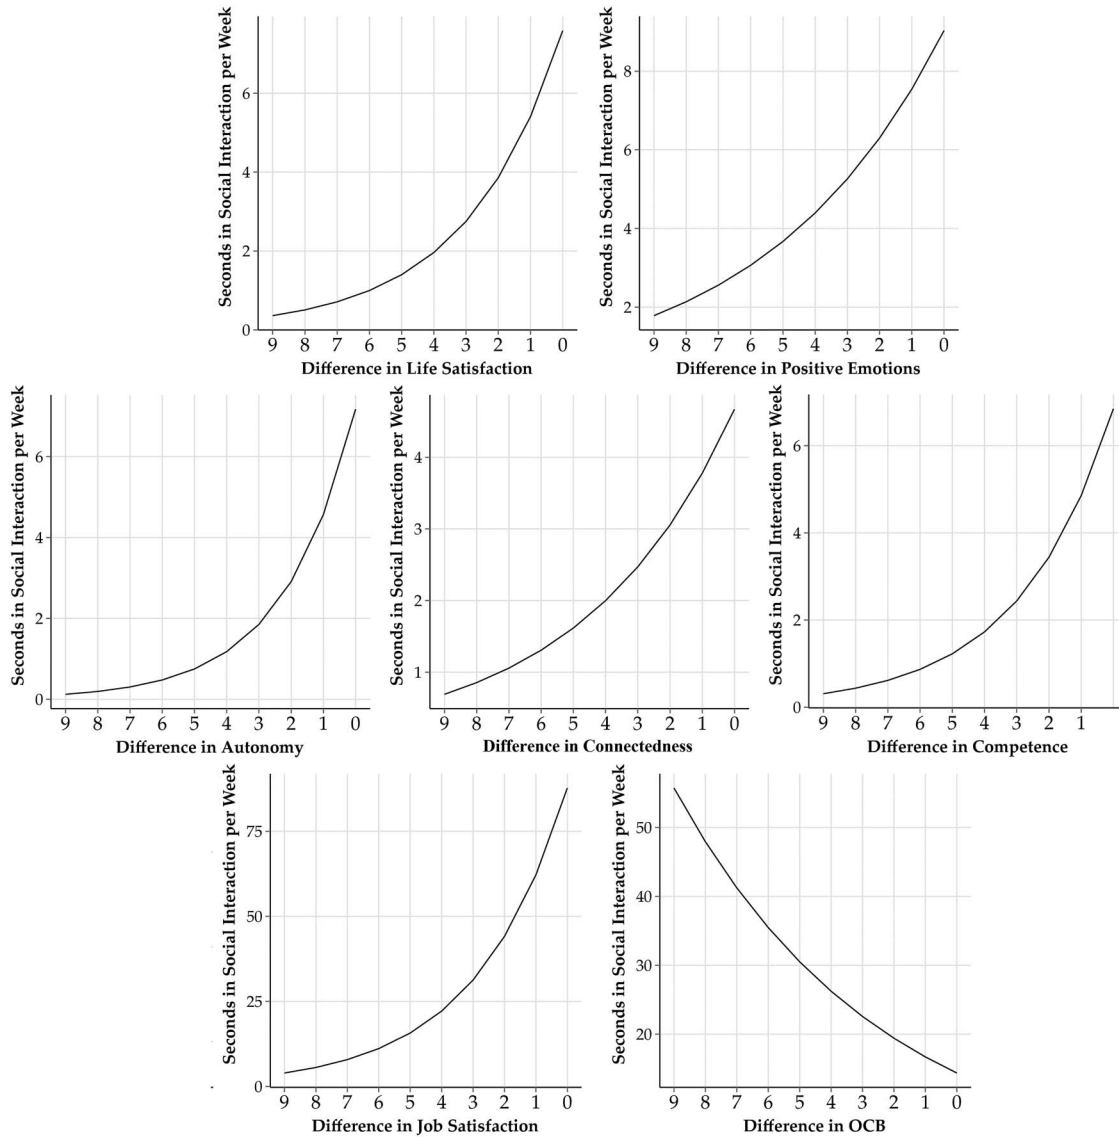 Seconds in Social Interaction per Week
6
4
2
0
9 8 7 6 5 4 3 2 1 0
Difference in Life Satisfaction
Seconds in Social Interaction per Week
8
6
4
2
9 8 7 6 5 4 3 2 1 0
Difference in Positive Emotions
Seconds in Social Interaction per Week
6
4
2
0
9 8 7 6 5 4 3 2 1 0
Difference in Autonomy
Seconds in Social Interaction per Week
4
3
2
1
9 8 7 6 5 4 3 2 1 0
Difference in Connectedness
Seconds in Social Interaction per Week
6
4
2
0
9 8 7 6 5 4 3 2 1
Difference in Competence
Seconds in Social Interaction per Week
75
50
25
0
9 8 7 6 5 4 3 2 1 0
Difference in Job Satisfaction
Seconds in Social Interaction per Week
50
40
30
20
9 8 7 6 5 4 3 2 1 0
Difference in OCB